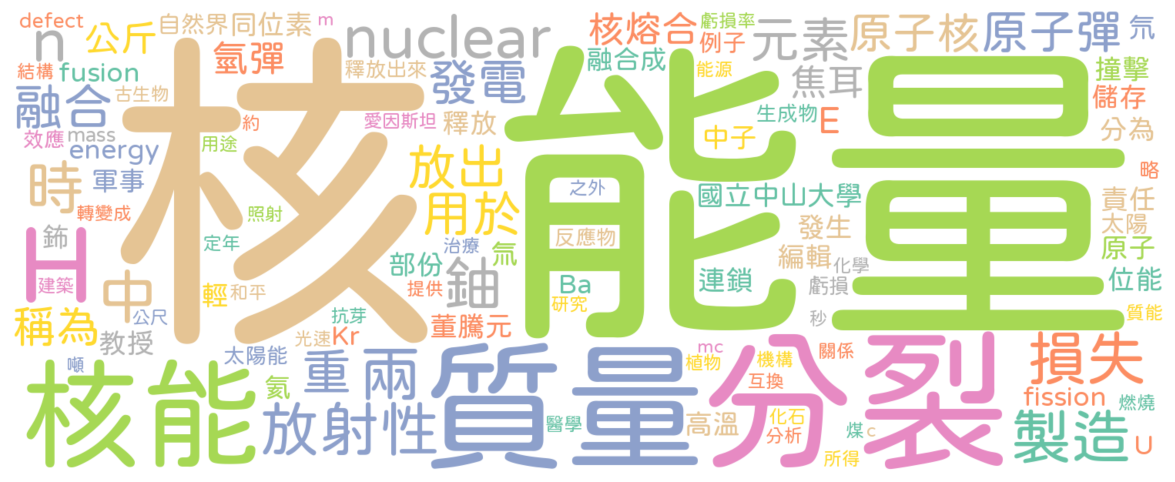 defect
自然界
同位素
m
n
公斤
氫彈
nuclear
核熔合
虧損率
例子
元素
原子核
原子彈
氘
結構
fusion
釋放出來
發電
融合成
能源
焦耳
撞擊
融合
古生物
核
能量
儲存
效應
mass
energy
用途
約
愛因斯坦
釋放
中子
生成物
E
分為
時
軍事
轉變成
照射
放出
用於
之外
國立中山大學
略
責任
鈽
H
建築
中
公尺
定年
輕
和平
部份
提供
治療
氚
鈾
反應物
Ba
研究
連鎖
發生
編輯
化學
虧損
太陽
原子
位能
稱為
教授
光速
抗芽
Kr
董騰元
秒
質能
噸
太陽能
核能
氦
重
兩
放射性
質量
醫學
mc
植物
機構
互換
關係
高溫
化石
分析
分裂
煤
c
所得
損失
fission
燃燒
製造
U